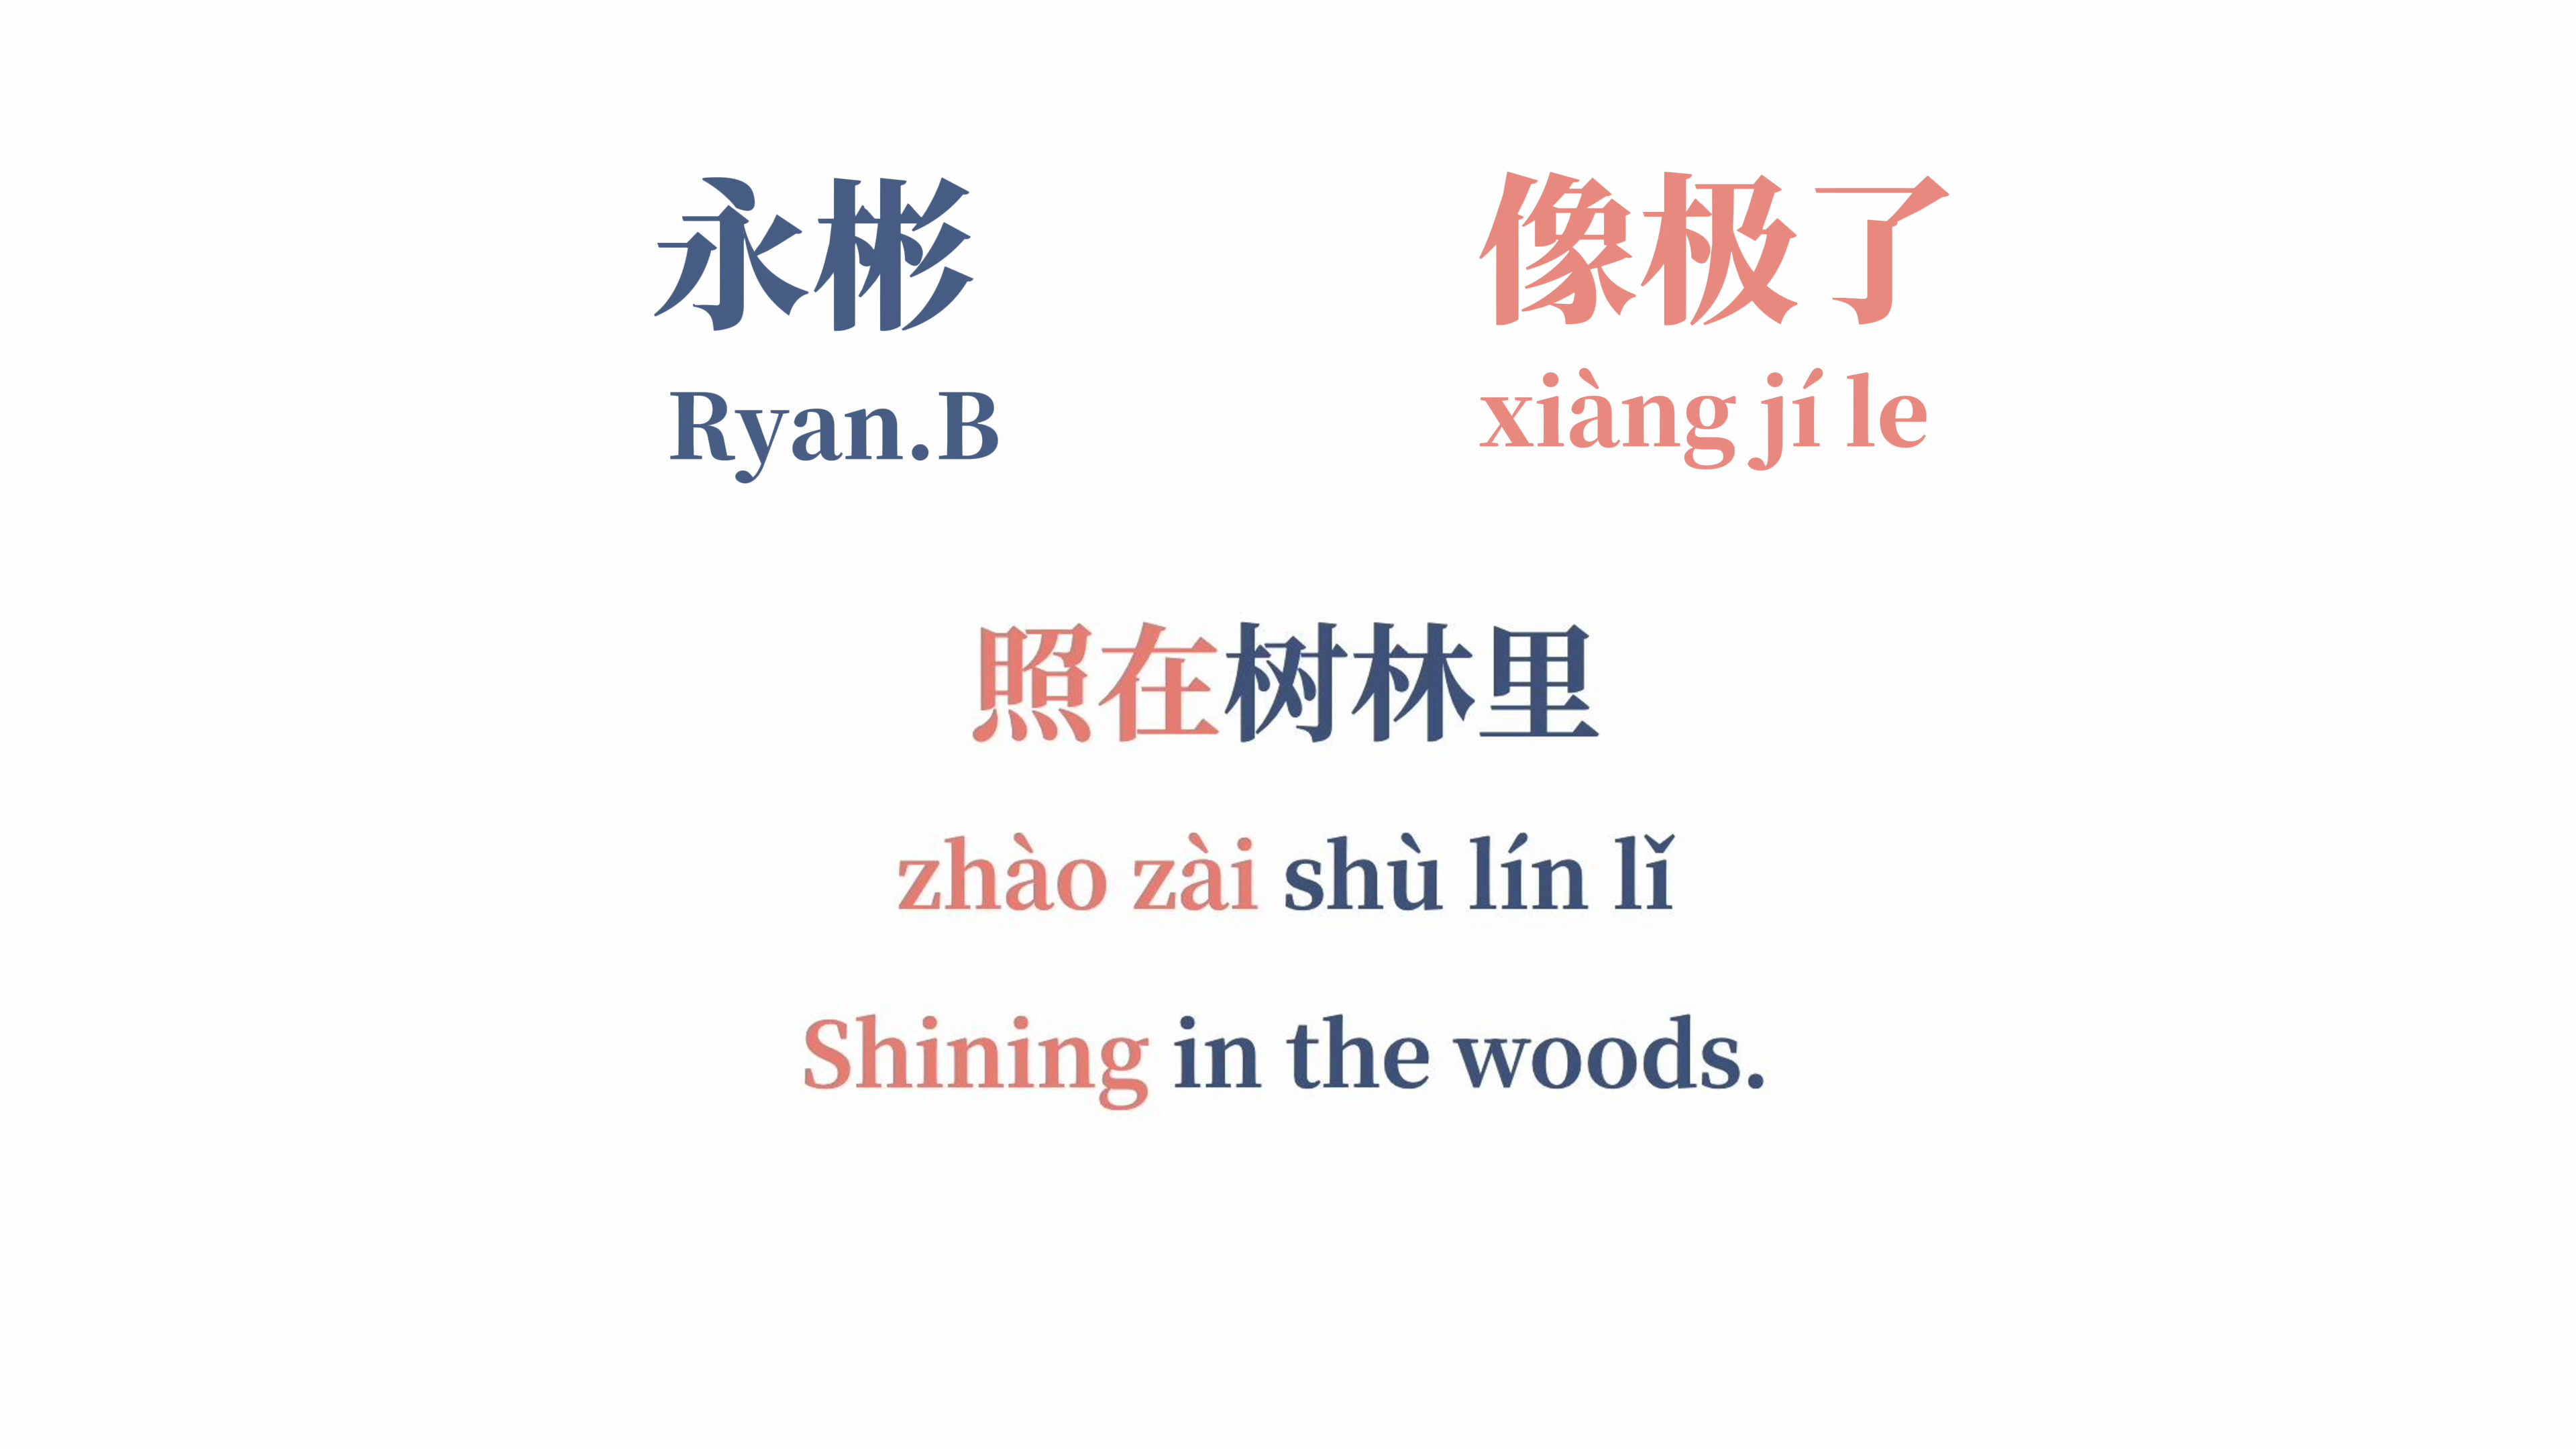 永彬 像极了
Ryan.B xiàng jí le
照在树林里
zhào zài shù lín lǐ
Shining in the woods.